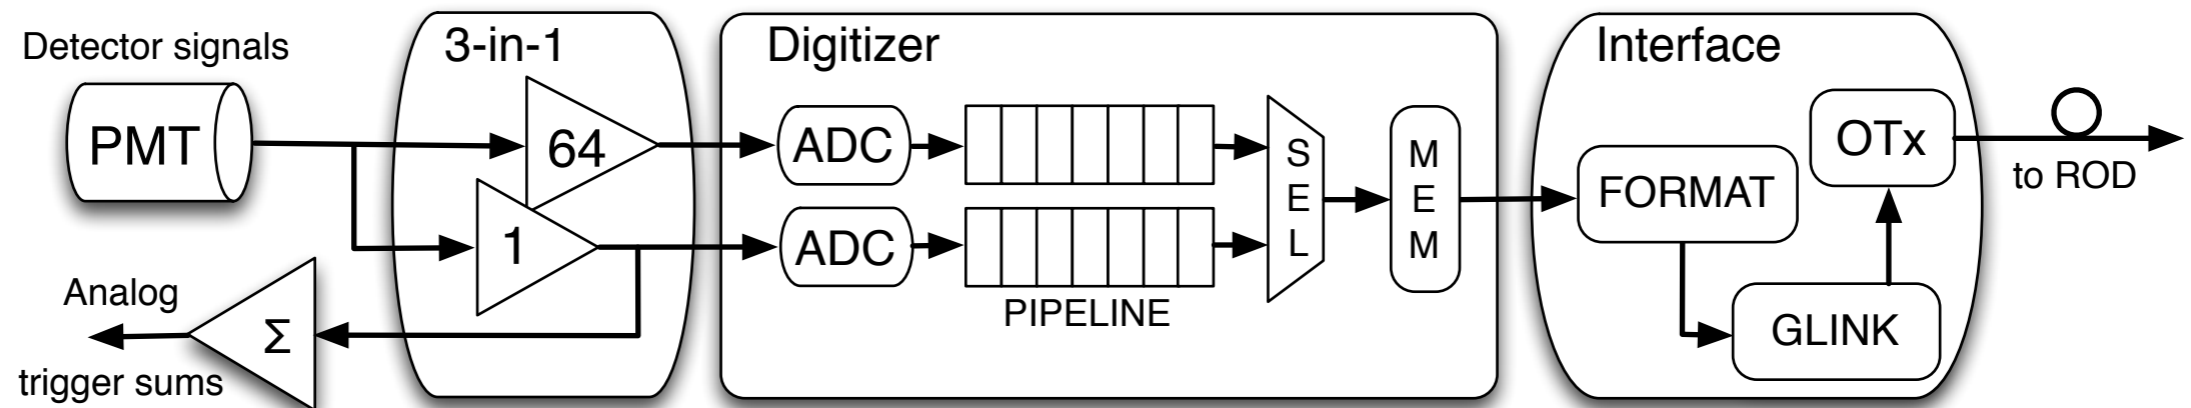 Detector signals
PMT
3-in-1
64
1
Analog
Σ
trigger sums
Digitizer
ADC
ADC
PIPELINE
S
E
L
M
E
M
Interface
FORMAT
GLINK
OTx
to ROD